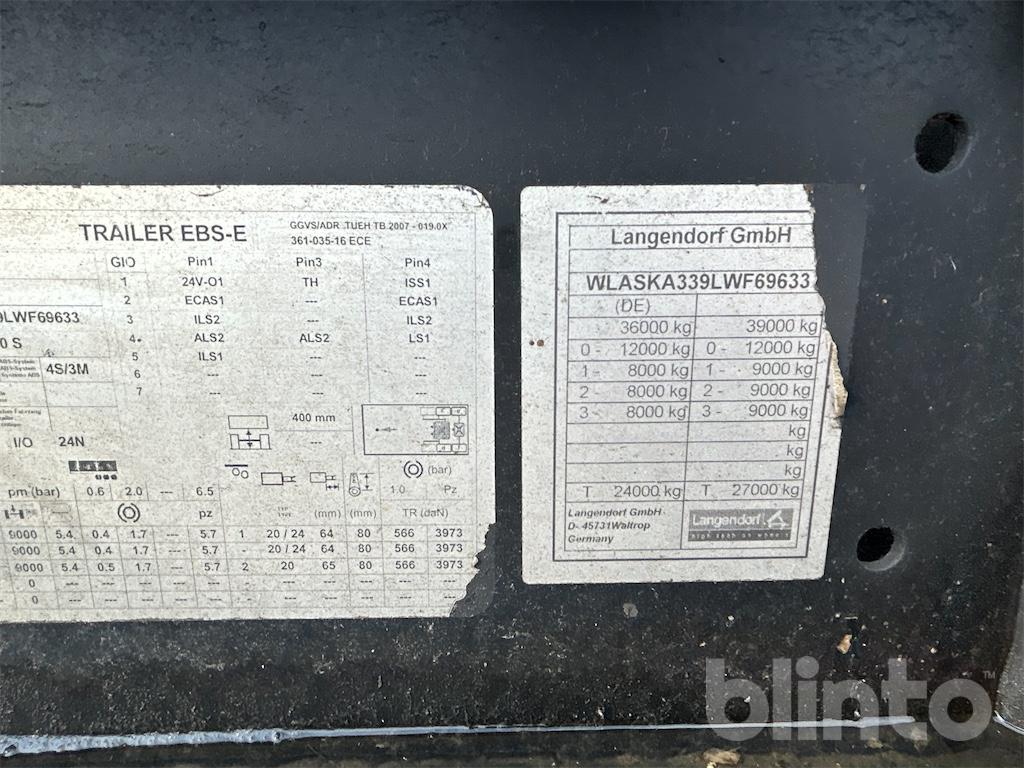 TRAILER EBS-E
GGVS/ADR .TUEH TB.2007 - 019.0X
361-035-16 ECE
GIO Pin1 Pin3 Pin4
1 24V-O1 TH ISS1
2 ECAS1 --- ECAS1
3 ILS2 --- ILS2
4 ALS2 ALS2 LS1
5 ILS1 --- ---
6 --- --- ---
7 --- --- ---
9LWF69633
0 S
4S/3M
I/O 24N
400 mm
---
(bar)
pm (bar) 0.6 2.0 --- 6.5
1.0 Pz
pz (mm) (mm) TR (daN)
9000 5.4 0.4 1.7 --- 5.7 1 20 / 24 64 80 566 3973
9000 5.4 0.4 1.7 --- 5.7 - 20 / 24 64 80 566 3973
9000 5.4 0.5 1.7 --- 5.7 2 20 65 80 566 3973
0 --- --- --- --- --- --- --- --- --- --- ---
0 --- --- --- --- --- --- --- --- --- --- ---
Langendorf GmbH
WLASKA339LWF69633
(DE)
36000 kg 39000 kg
0 - 12000 kg 0 - 12000 kg
1 - 8000 kg 1 - 9000 kg
2 - 8000 kg 2 - 9000 kg
3 - 8000 kg 3 - 9000 kg
kg
kg
kg
T 24000 kg T 27000 kg
Langendorf GmbH
D- 45731Waltrop
Germany
Langendorf
high tech on wheels
blinto™